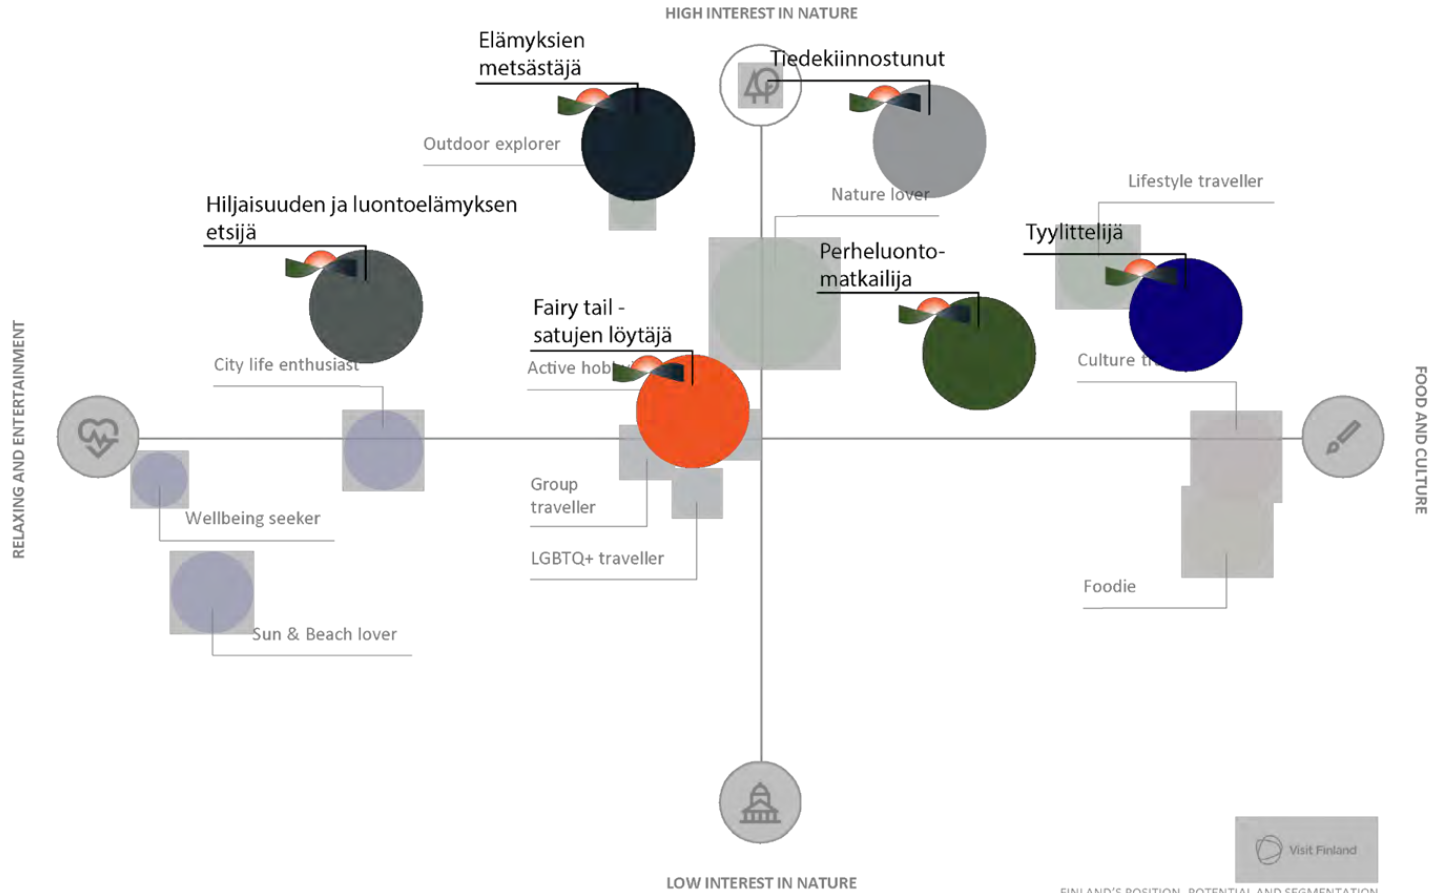 HIGH INTEREST IN NATURE
Elämyksien
metsästäjä
Tiedekiinnostunut
Outdoor explorer
Nature lover
Lifestyle traveller
Hiljaisuuden ja luontoelämyksen
etsijä
Tyylittelijä
Perheluonto-
matkailija
Fairy tail -
satujen löytäjä
City life enthusiast
Active
Culture
RELAXING AND ENTERTAINMENT
FOOD AND CULTURE
Group
traveller
Wellbeing seeker
LGBTQ+ traveller
Foodie
Sun & Beach lover
Visit Finland
LOW INTEREST IN NATURE
FINLAND'S POSITION, POTENTIAL AND SEGMENTATION